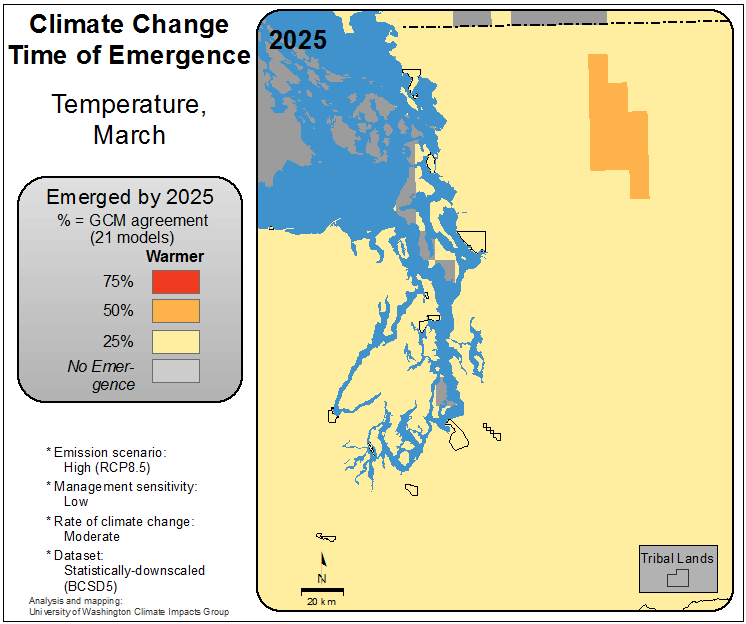 Climate Change
Time of Emergence
Temperature,
March
Emerged by 2025
% = GCM agreement
(21 models)
Warmer
75%
50%
25%
No Emer-
gence
* Emission scenario:
High (RCP8.5)
* Management sensitivity:
Low
* Rate of climate change:
Moderate
* Dataset:
Statistically-downscaled
(BCSD5)
Analysis and mapping:
University of Washington Climate Impacts Group
2025
N
20 km
Tribal Lands